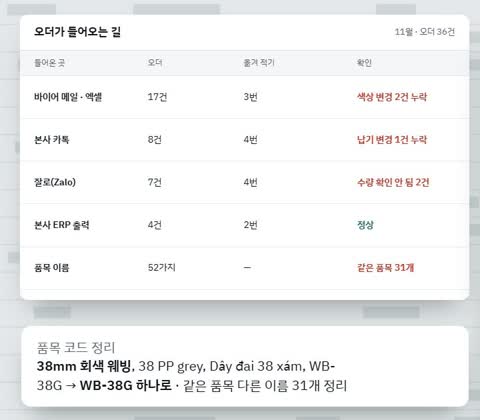 오더가 들어오는 길
11월 · 오더 36건
들어온 곳 오더 옮겨 적기 확인
바이어 메일 · 엑셀 17건 3번 색상 변경 2건 누락
본사 카톡 8건 4번 납기 변경 1건 누락
잘로(Zalo) 7건 4번 수량 확인 안 됨 2건
본사 ERP 출력 4건 2번 정상
품목 이름 52가지 — 같은 품목 31개
품목 코드 정리
38mm 회색 웨빙, 38 PP grey, Dây đai 38 xám, WB-
38G → WB-38G 하나로 · 같은 품목 다른 이름 31개 정리